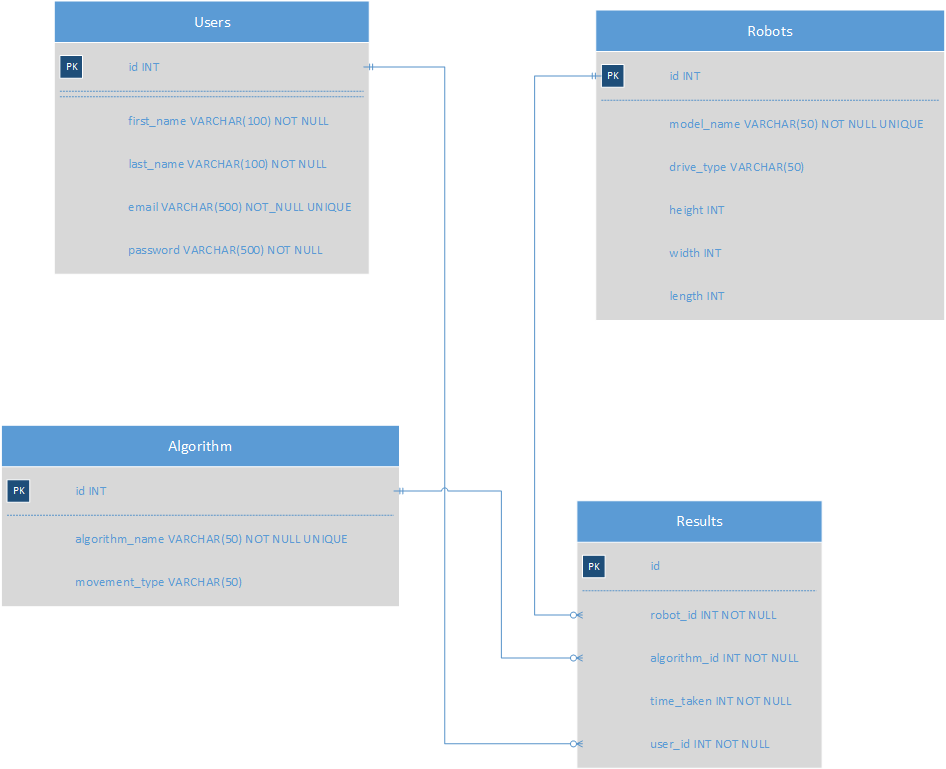 Users
PK id INT
first_name VARCHAR(100) NOT NULL
last_name VARCHAR(100) NOT NULL
email VARCHAR(500) NOT_NULL UNIQUE
password VARCHAR(500) NOT NULL
Robots
PK id INT
model_name VARCHAR(50) NOT NULL UNIQUE
drive_type VARCHAR(50)
height INT
width INT
length INT
Algorithm
PK id INT
algorithm_name VARCHAR(50) NOT NULL UNIQUE
movement_type VARCHAR(50)
Results
PK id
robot_id INT NOT NULL
algorithm_id INT NOT NULL
time_taken INT NOT NULL
user_id INT NOT NULL